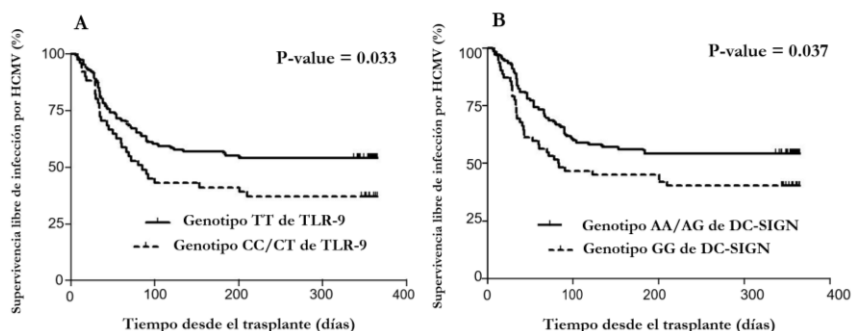 A
Supervivencia libre de infección por HCMV (%)
P-value = 0.033
100
75
50
25
0
Genotipo TT de TLR-9
Genotipo CC/CT de TLR-9
0
100
200
300
400
Tiempo desde el trasplante (días)
B
Supervivencia libre de infección por HCMV (%)
P-value = 0.037
100
75
50
25
0
Genotipo AA/AG de DC-SIGN
Genotipo GG de DC-SIGN
0
100
200
300
400
Tiempo desde el trasplante (días)